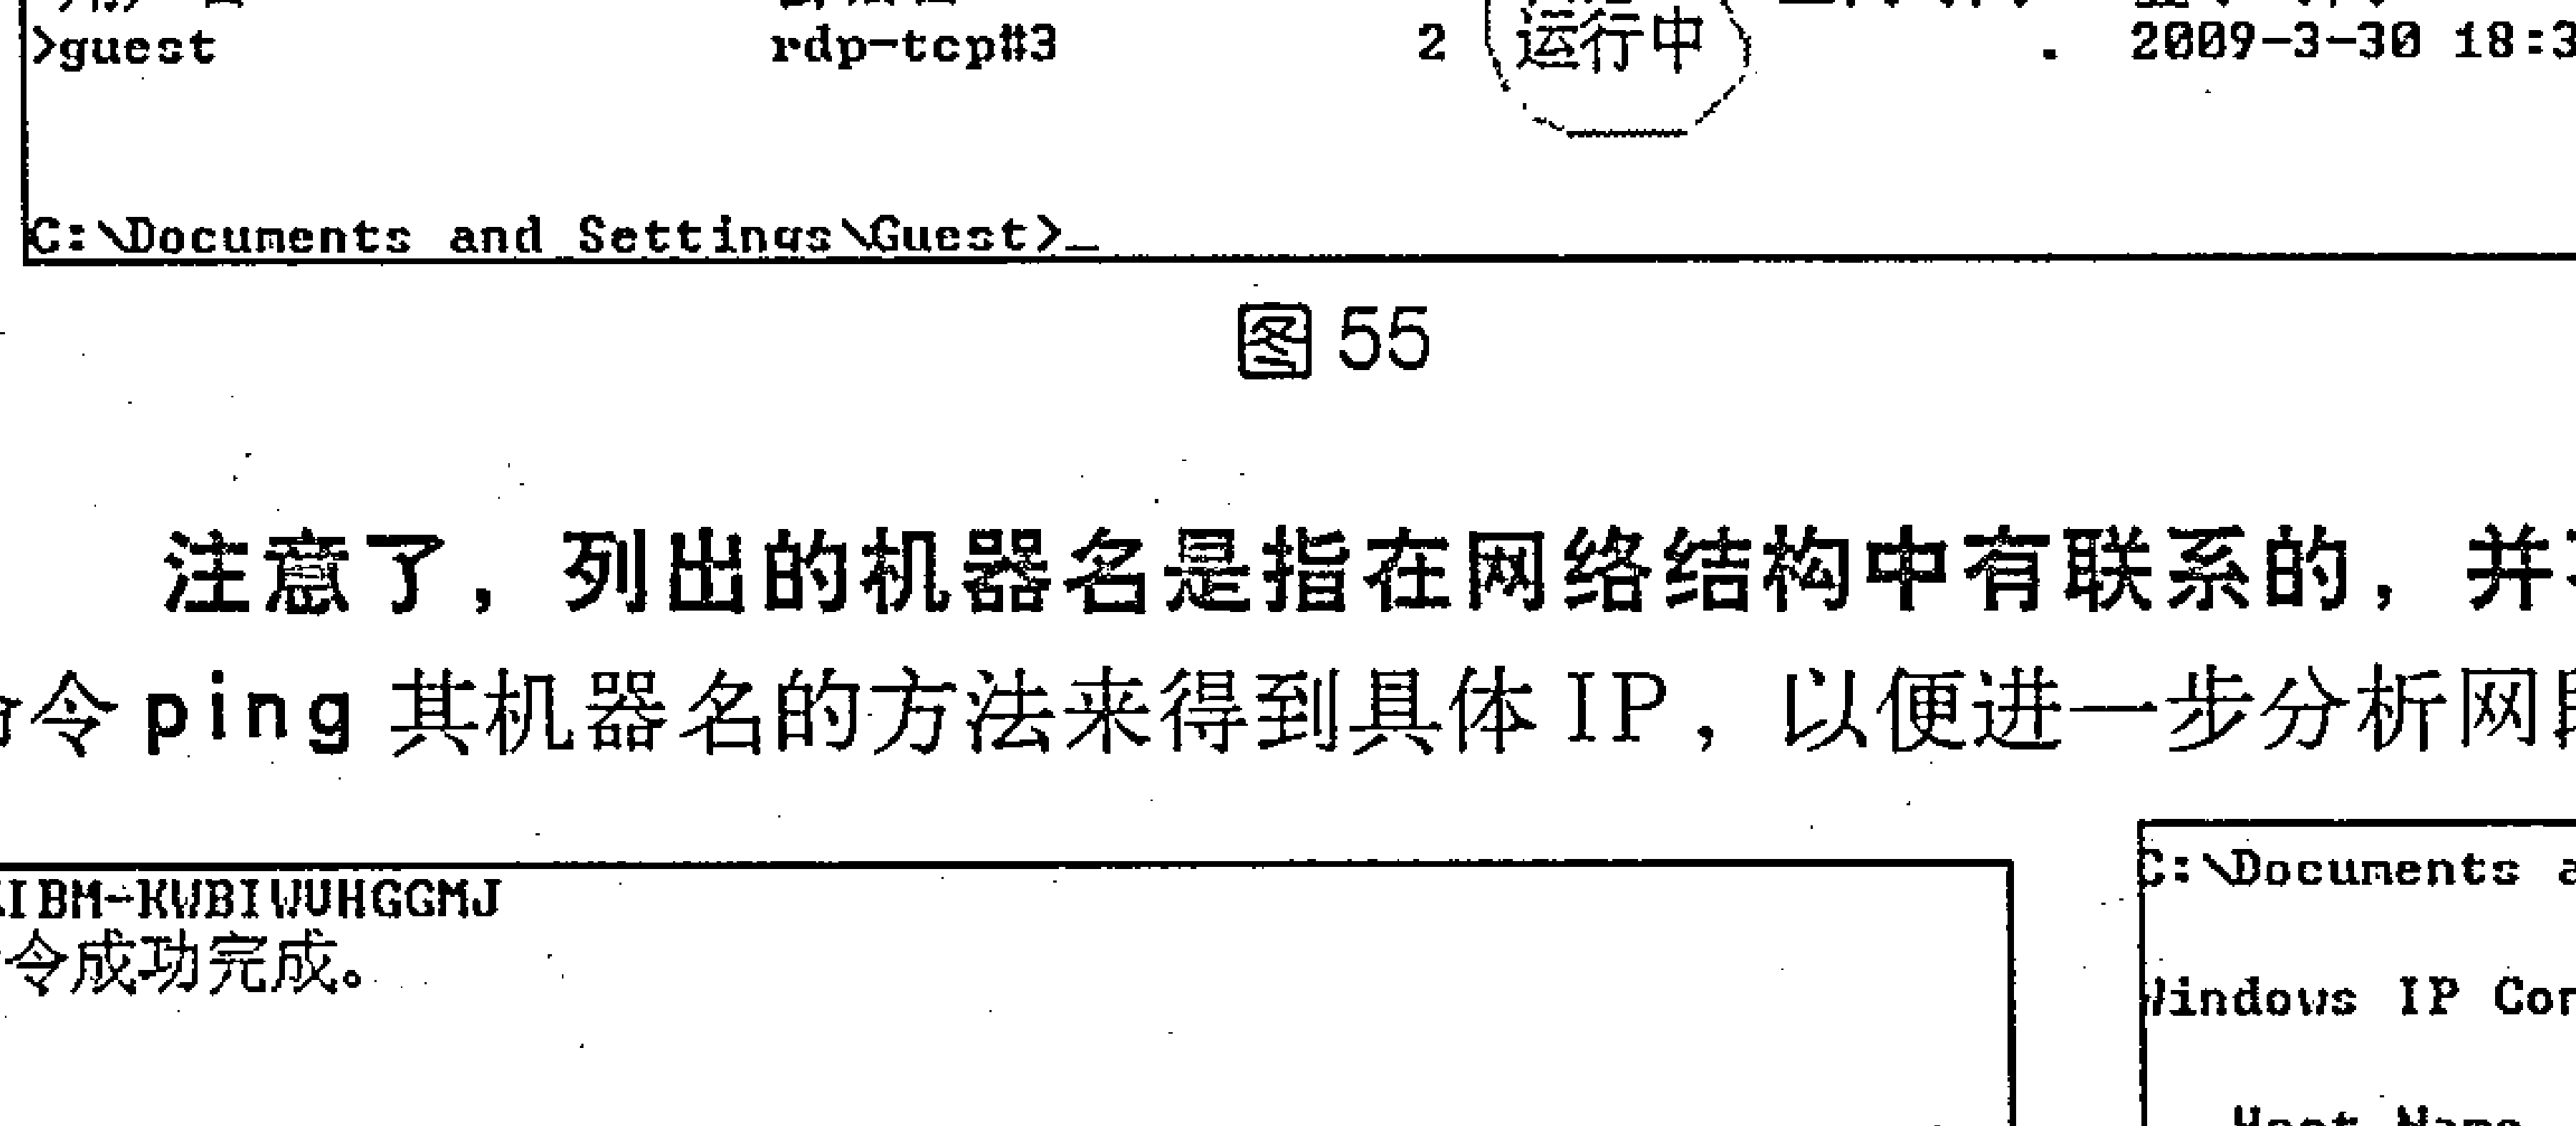 >guest rdp-tcp#3 2 运行中 . 2009-3-30 18:3
C:\Documents and Settings\Guest>_
图 55
注意了，列出的机器名是指在网络结构中有联系的，并
令 ping 其机器名的方法来得到具体 IP，以便进一步分析网
IBM-KWBIWUHGGMJ
令成功完成。
C:\Documents a
Windows IP Con
Host Name